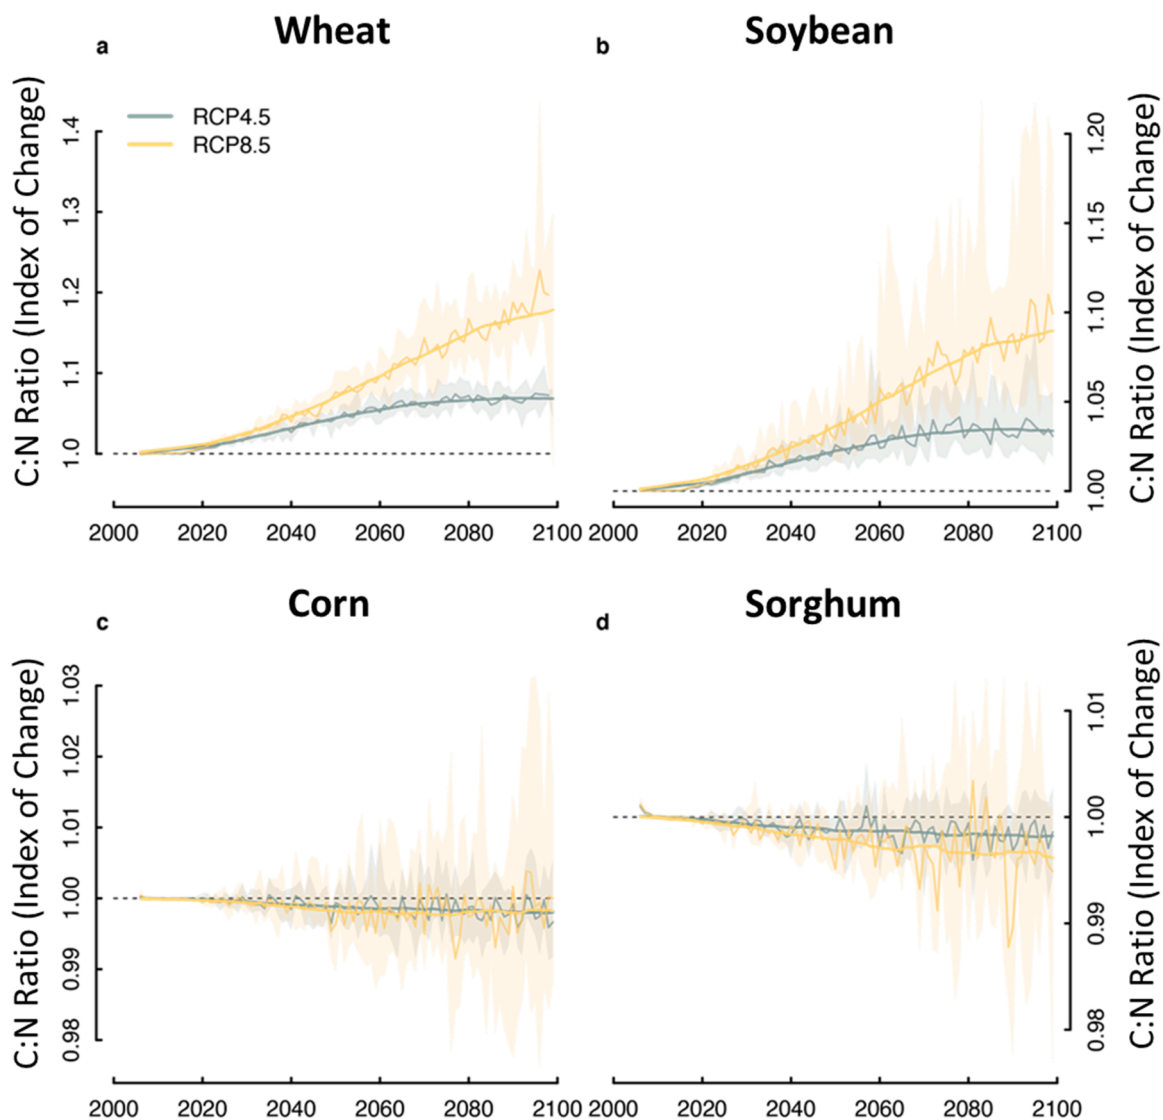 Wheat
Soybean
a
b
C:N Ratio (Index of Change)
1.4
1.3
1.2
1.1
1.0
RCP4.5
RCP8.5
1.20
1.15
1.10
1.05
1.00
C:N Ratio (Index of Change)
2000 2020 2040 2060 2080 2100
2000 2020 2040 2060 2080 2100
Corn
Sorghum
c
d
C:N Ratio (Index of Change)
1.03
1.02
1.01
1.00
0.99
0.98
1.01
1.00
0.99
0.98
C:N Ratio (Index of Change)
2000 2020 2040 2060 2080 2100
2000 2020 2040 2060 2080 2100